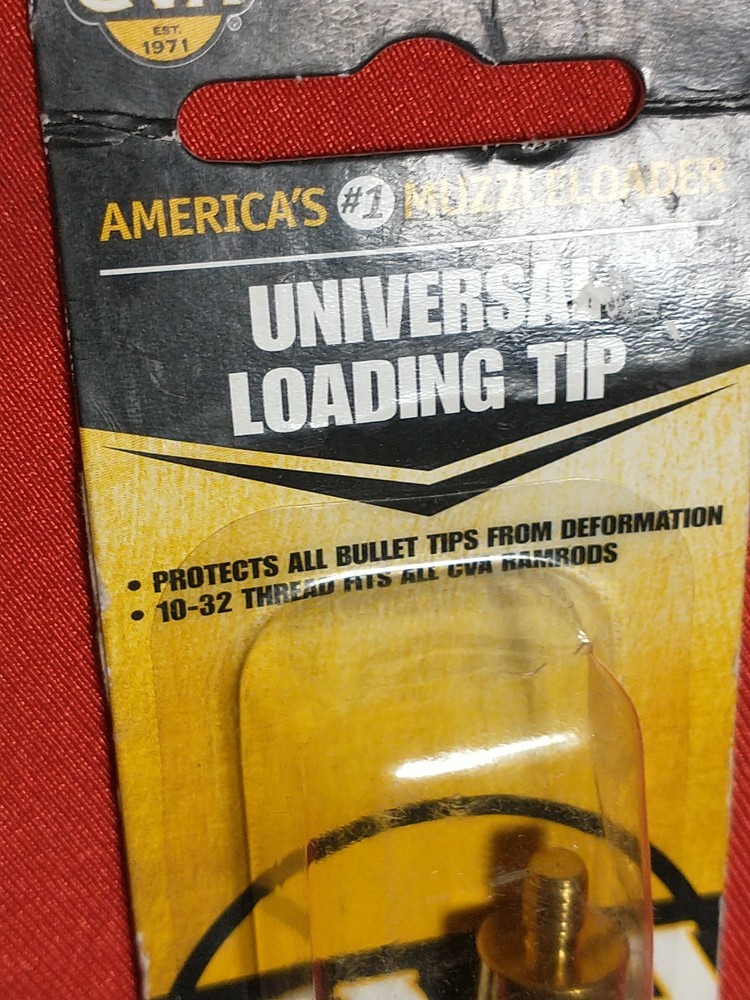 CVA
EST.
1971
®
AMERICA'S #1 MUZZLELOADER
UNIVERSAL
LOADING TIP
• PROTECTS ALL BULLET TIPS FROM DEFORMATION
• 10-32 THREAD FITS ALL CVA RAMRODS